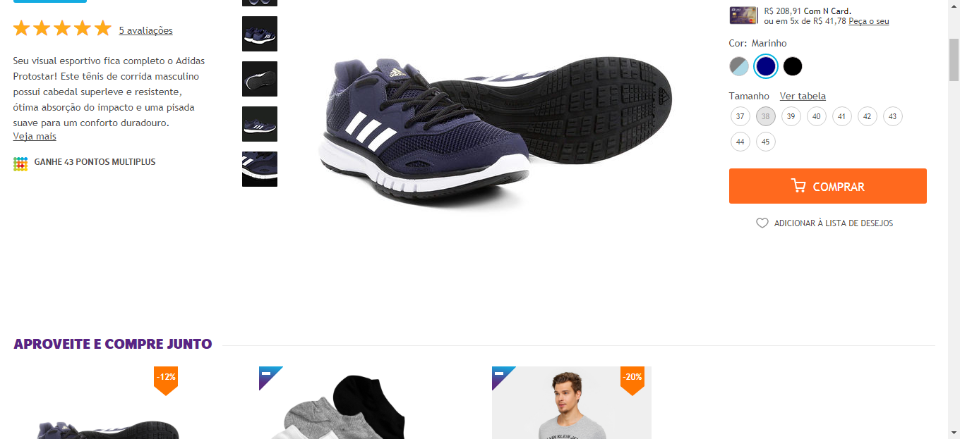 5 avaliações
Seu visual esportivo fica completo o Adidas
Protostar! Este tênis de corrida masculino
possui cabedal superleve e resistente,
ótima absorção do impacto e uma pisada
suave para um conforto duradouro.
Veja mais
GANHE 43 PONTOS MULTIPLUS
R$ 208,91 Com N Card.
ou em 5x de R$ 41,78 Peça o seu
Cor: Marinho
Tamanho Ver tabela
37 38 39 40 41 42 43
44 45
COMPRAR
ADICIONAR À LISTA DE DESEJOS
APROVEITE E COMPRE JUNTO
-12%
-20%